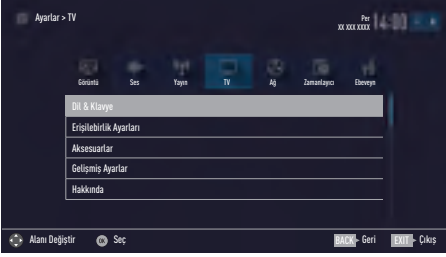 Ayarlar > TV
Per
XX XXX XXXX
14:00
Görüntü Ses Yayın TV Ağ Zamanlayıcı Ebeveyn
Dil & Klavye
Erişilebilirlik Ayarları
Aksesuarlar
Gelişmiş Ayarlar
Hakkında
Alanı Değiştir OK Seç BACK Geri EXIT Çıkış